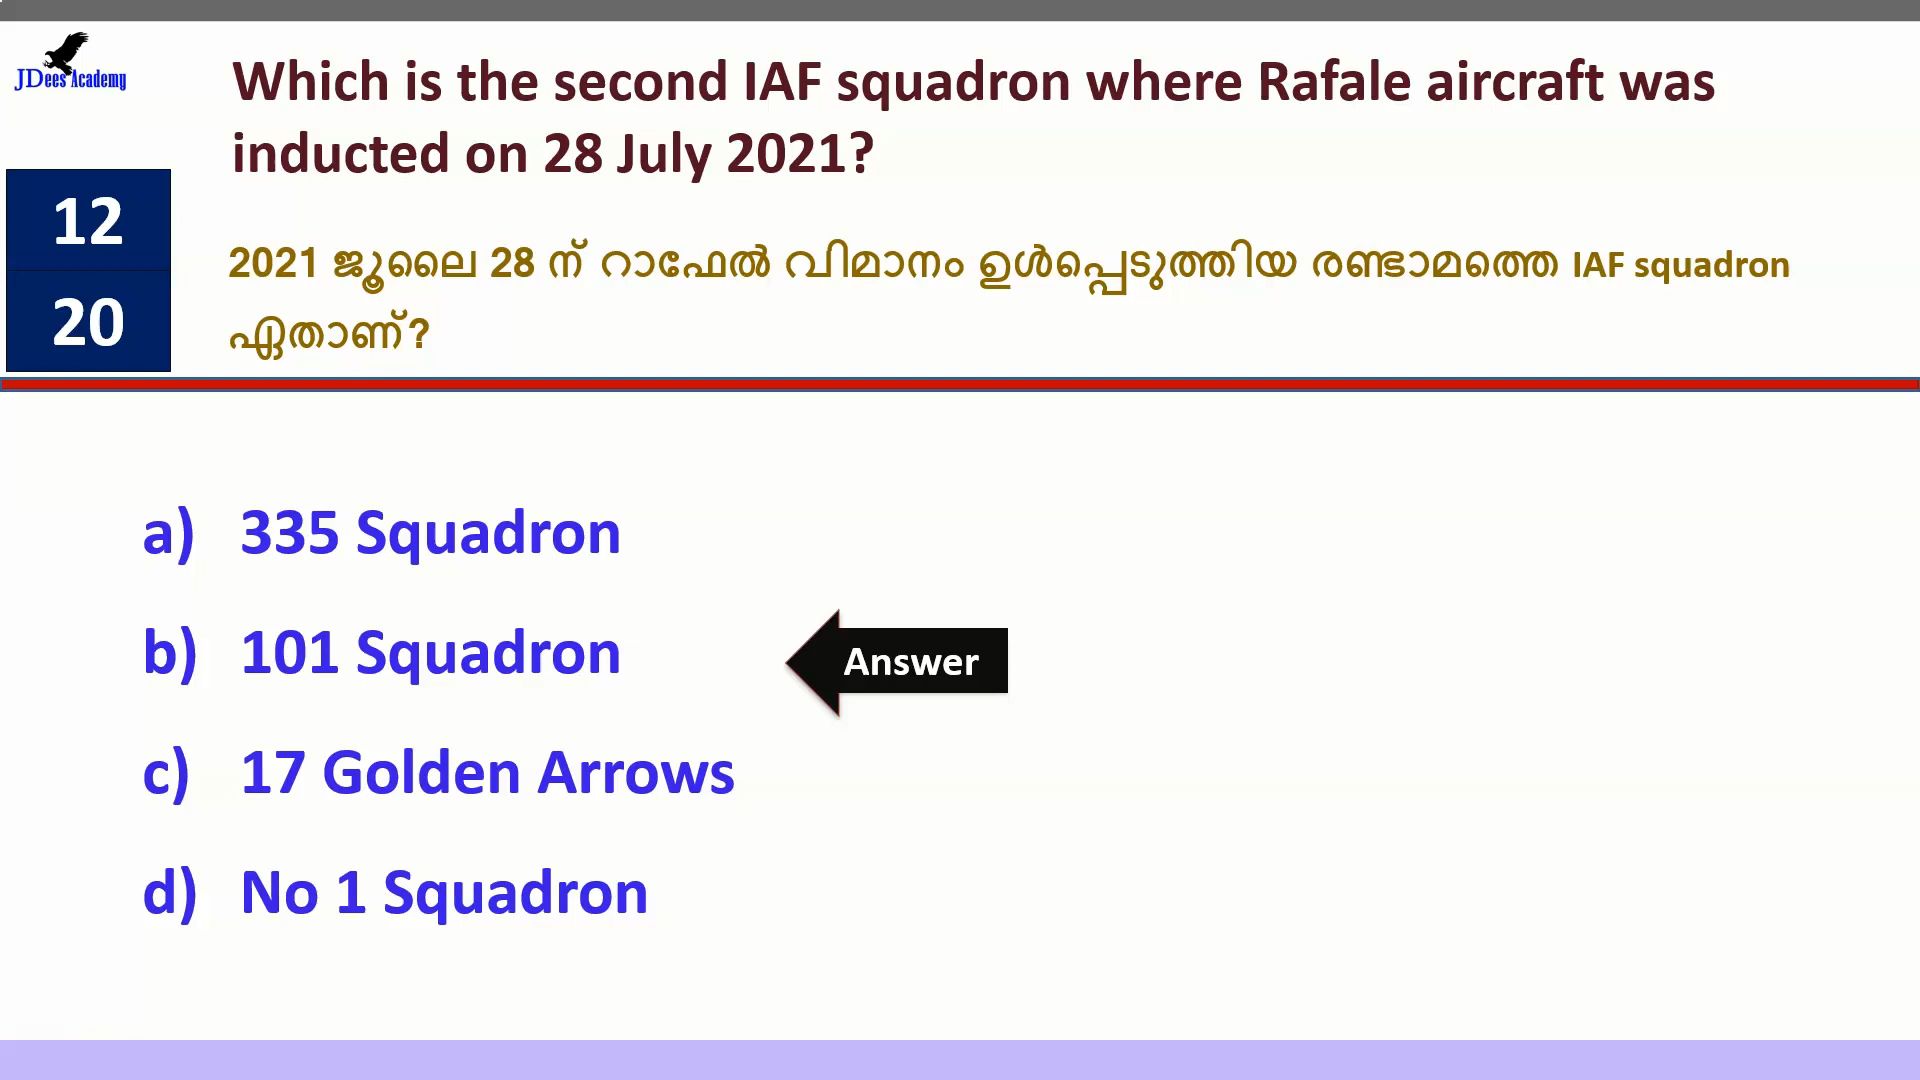 JDees Academy
Which is the second IAF squadron where Rafale aircraft was
inducted on 28 July 2021?
12
20
2021 ജൂലൈ 28 ന് റാഫേൽ വിമാനം ഉൾപ്പെടുത്തിയ രണ്ടാമത്തെ IAF squadron
ഏതാണ്?
a) 335 Squadron
b) 101 Squadron
Answer
c) 17 Golden Arrows
d) No 1 Squadron